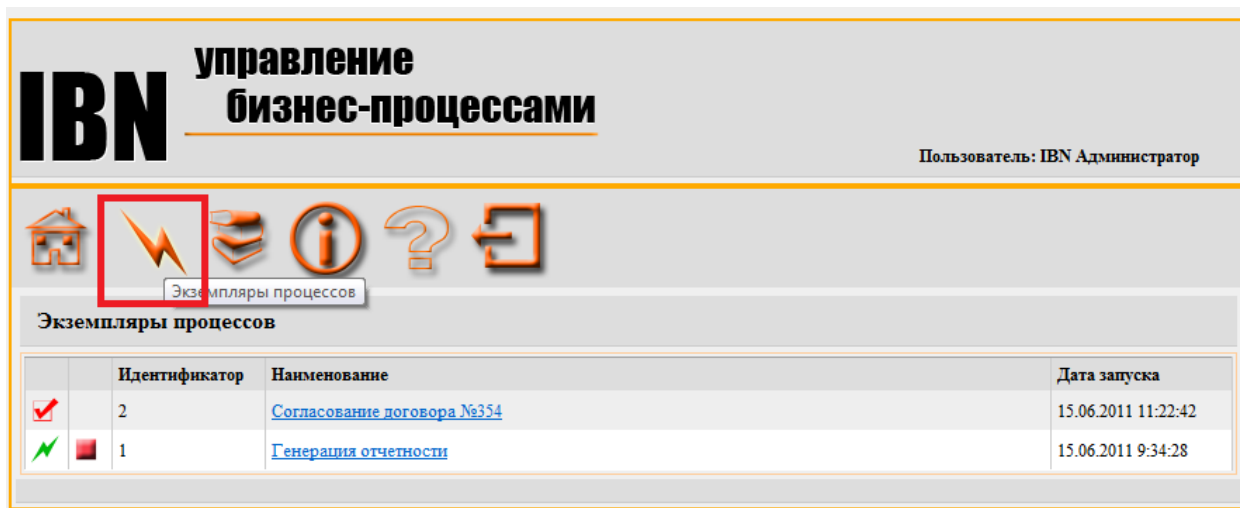 IBN
управление
бизнес-процессами
Пользователь: IBN Администратор
Экземпляры процессов
Экземпляры процессов
Идентификатор Наименование Дата запуска
2 Согласование договора №354 15.06.2011 11:22:42
1 Генерация отчетности 15.06.2011 9:34:28